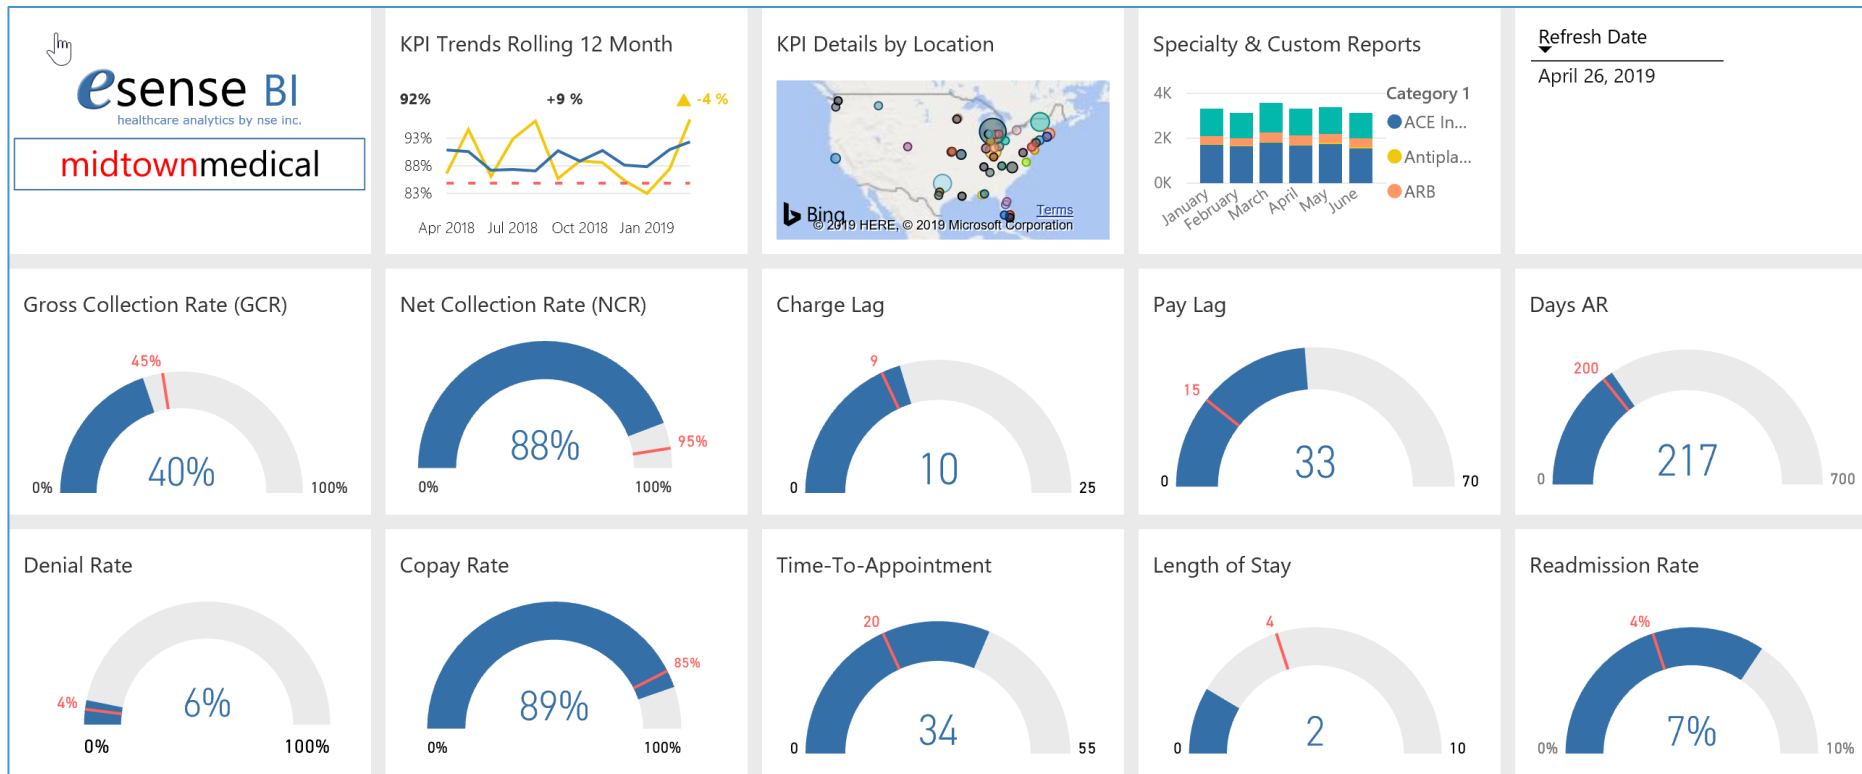 esense BI
healthcare analytics by nse inc.
midtownmedical
KPI Trends Rolling 12 Month
92%
+9 %
-4 %
93%
88%
83%
Apr 2018
Jul 2018
Oct 2018
Jan 2019
KPI Details by Location
Bing
Terms
© 2019 HERE, © 2019 Microsoft Corporation
Specialty & Custom Reports
4K
2K
0K
January
February
March
April
May
June
Category 1
ACE In...
Antipla...
ARB
Refresh Date
April 26, 2019
Gross Collection Rate (GCR)
45%
40%
0%
100%
Net Collection Rate (NCR)
95%
88%
0%
100%
Charge Lag
9
10
0
25
Pay Lag
15
33
0
70
Days AR
200
217
0
700
Denial Rate
4%
6%
0%
100%
Copay Rate
85%
89%
0%
100%
Time-To-Appointment
20
34
0
55
Length of Stay
4
2
0
10
Readmission Rate
4%
7%
0%
10%